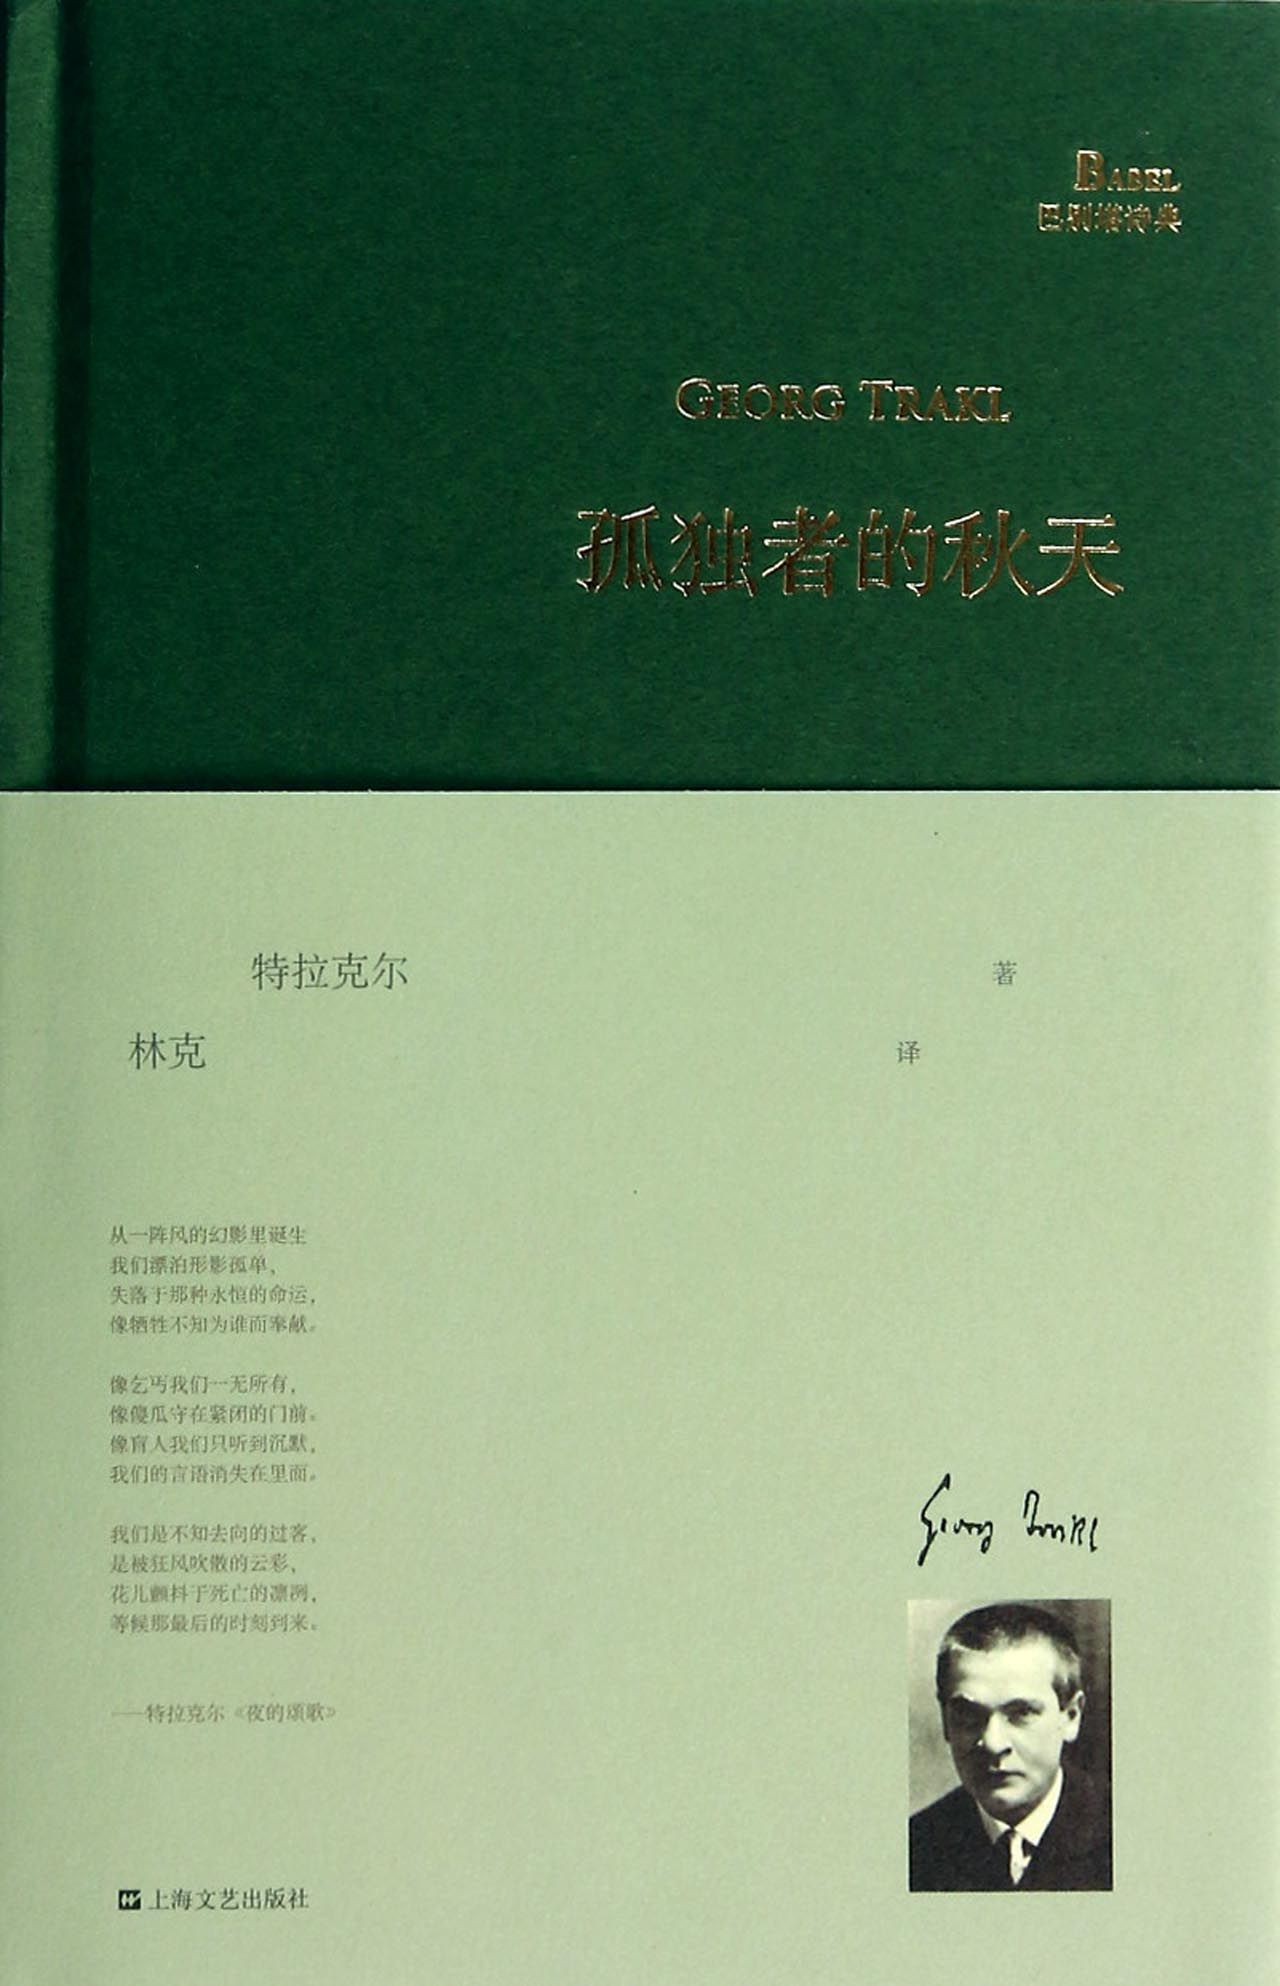 BABEL
巴别塔诗典
GEORG TRAKL
孤独者的秋天
特拉克尔 著
林克 译
从一阵风的幻影里诞生
我们漂泊形影孤单,
失落于那种永恒的命运,
像牺牲不知为谁而奉献。
像乞丐我们一无所有,
像傻瓜守在紧闭的门前。
像盲人我们只听到沉默,
我们的言语消失在里面。
我们是不知去向的过客,
是被狂风吹散的云彩,
花儿颤抖于死亡的凛冽,
等候那最后的时刻到来。
——特拉克尔《夜的颂歌》
Georg Trakl
上海文艺出版社